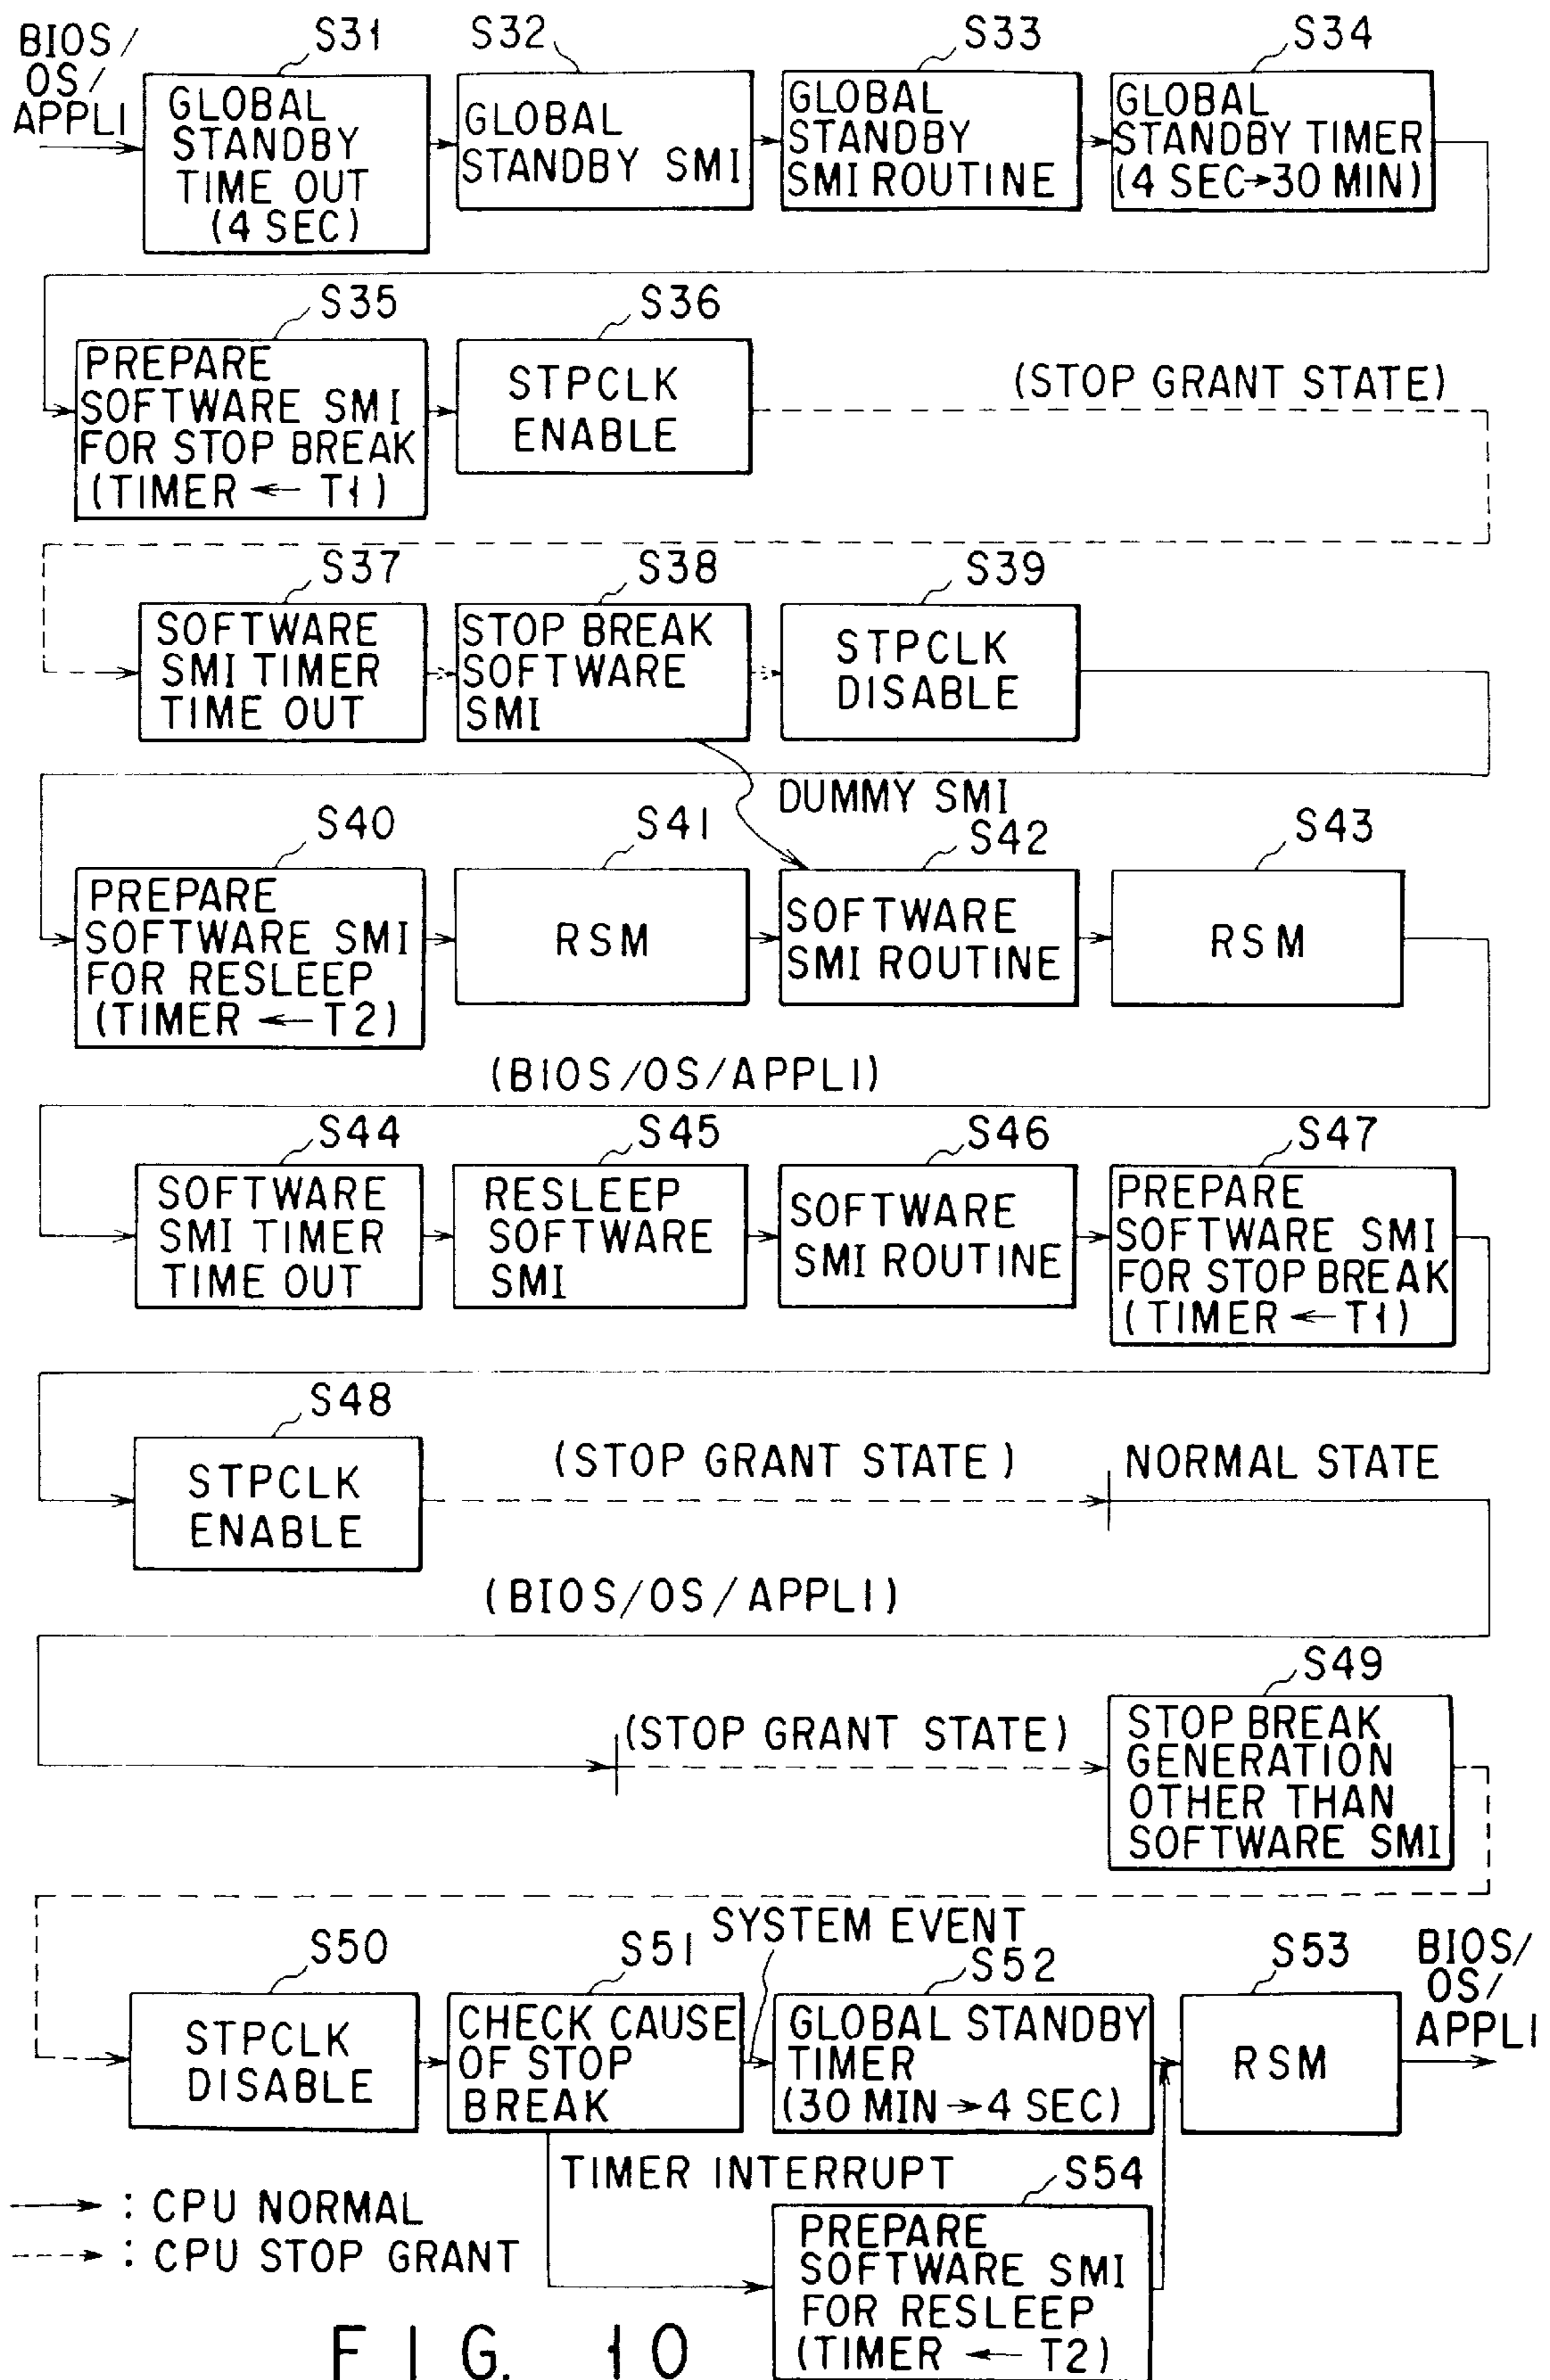 BIOS/
OS/
APPLI
S31
S32
S33
S34
GLOBAL
STANDBY
TIME OUT
(4 SEC)
GLOBAL
STANDBY SMI
GLOBAL
STANDBY
SMI ROUTINE
GLOBAL
STANDBY TIMER
(4 SEC→30 MIN)
S35
S36
PREPARE
SOFTWARE SMI
FOR STOP BREAK
(TIMER ← T1)
STPCLK
ENABLE
(STOP GRANT STATE)
S37
S38
S39
SOFTWARE
SMI TIMER
TIME OUT
STOP BREAK
SOFTWARE
SMI
STPCLK
DISABLE
DUMMY SMI
S40
S41
S42
S43
PREPARE
SOFTWARE SMI
FOR RESLEEP
(TIMER ← T2)
RSM
SOFTWARE
SMI ROUTINE
RSM
(BIOS/OS/APPLI)
S44
S45
S46
S47
SOFTWARE
SMI TIMER
TIME OUT
RESLEEP
SOFTWARE
SMI
SOFTWARE
SMI ROUTINE
PREPARE
SOFTWARE SMI
FOR STOP BREAK
(TIMER ← T1)
S48
STPCLK
ENABLE
(STOP GRANT STATE)
NORMAL STATE
(BIOS/OS/APPLI)
S49
(STOP GRANT STATE)
STOP BREAK
GENERATION
OTHER THAN
SOFTWARE SMI
SYSTEM EVENT
S50
S51
S52
S53
BIOS/
OS/
APPLI
STPCLK
DISABLE
CHECK CAUSE
OF STOP
BREAK
GLOBAL STANDBY
TIMER
(30 MIN→4 SEC)
RSM
TIMER INTERRUPT
S54
PREPARE
SOFTWARE SMI
FOR RESLEEP
(TIMER ← T2)
: CPU NORMAL
: CPU STOP GRANT
FIG. 10